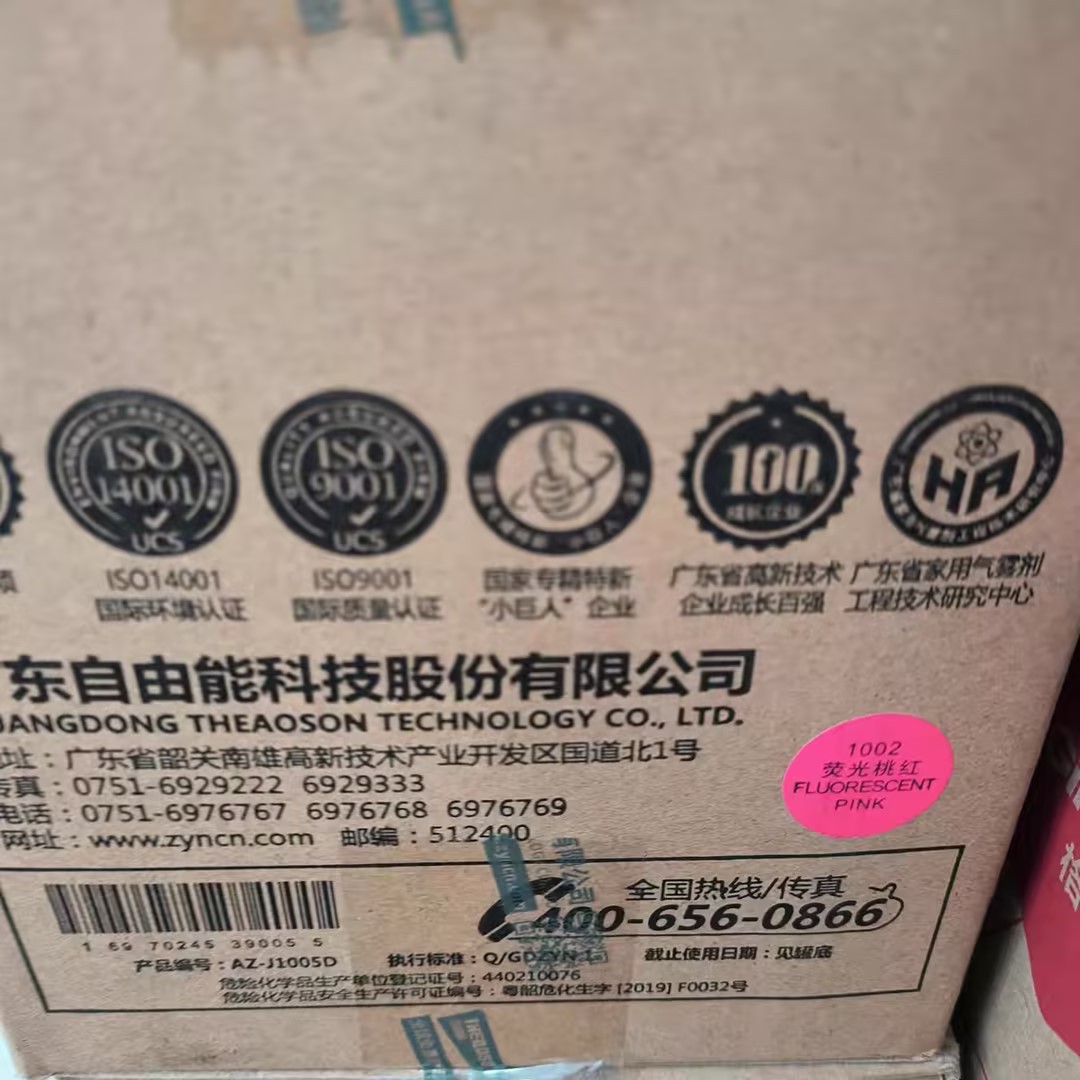 ISO
14001
UCS
ISO
9001
UCS
100
成长企业
HA
ISO14001
国际环境认证
ISO9001
国际质量认证
国家专精特新
“小巨人”企业
广东省高新技术
企业成长百强
广东省家用气雾剂
工程技术研究中心
东自由能科技股份有限公司
UANGDONG THEAOSON TECHNOLOGY CO., LTD.
址：广东省韶关南雄高新技术产业开发区国道北1号
传真：0751-6929222 6929333
电话：0751-6976767 6976768 6976769
网址：www.zyncn.com 邮编：512400
1002
荧光桃红
FLUORESCENT
PINK
全国热线/传真
400-656-0866
1 69 70245 39005 5
产品编号：AZ-J1005D
执行标准：Q/GDZYN
截止使用日期：见罐底
危险化学品生产单位登记证号：440210076
危险化学品安全生产许可证编号：粤韶危化生字 [2019] F0032号